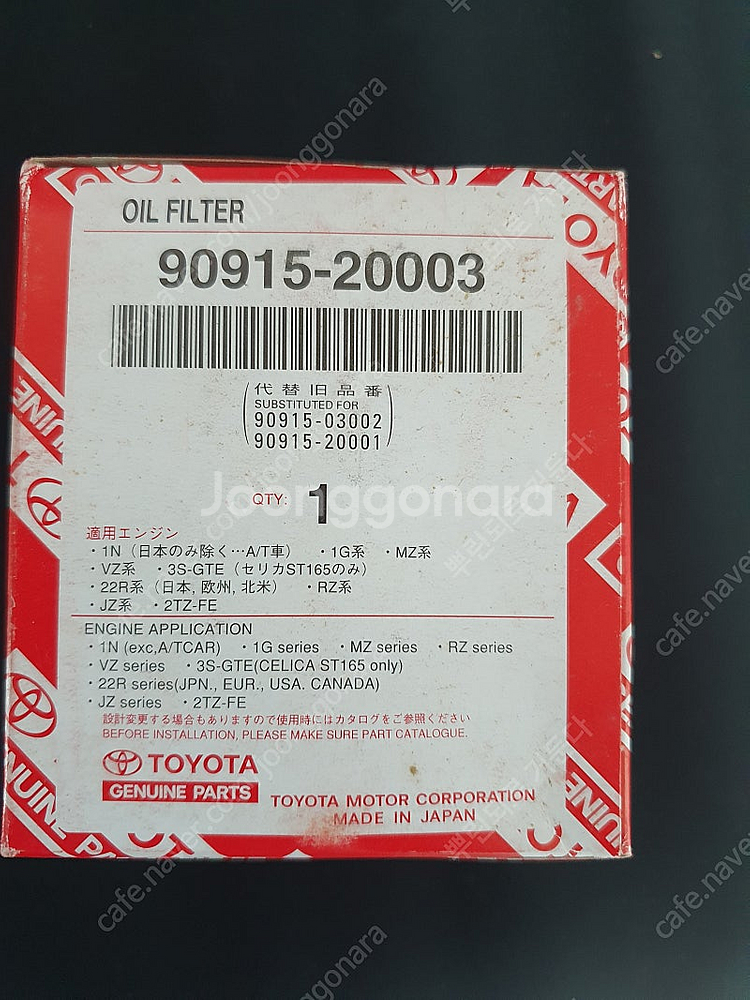 OIL FILTER
90915-20003
代替旧品番
SUBSTITUTED FOR
90915-03002
90915-20001
QTY: 1
Joonggonara
適用エンジン
・1N（日本のみ除く…A/T車） ・1G系 ・MZ系
・VZ系 ・3S-GTE（セリカST165のみ）
・22R系（日本, 欧州, 北米） ・RZ系
・JZ系 ・2TZ-FE
ENGINE APPLICATION
・1N (exc,A/TCAR) ・1G series ・MZ series ・RZ series
・VZ series ・3S-GTE(CELICA ST165 only)
・22R series(JPN., EUR., USA. CANADA)
・JZ series ・2TZ-FE
設計変更する場合もありますので使用時にはカタログをご参照ください
BEFORE INSTALLATION, PLEASE MAKE SURE PART CATALOGUE.
TOYOTA
GENUINE PARTS
TOYOTA MOTOR CORPORATION
MADE IN JAPAN